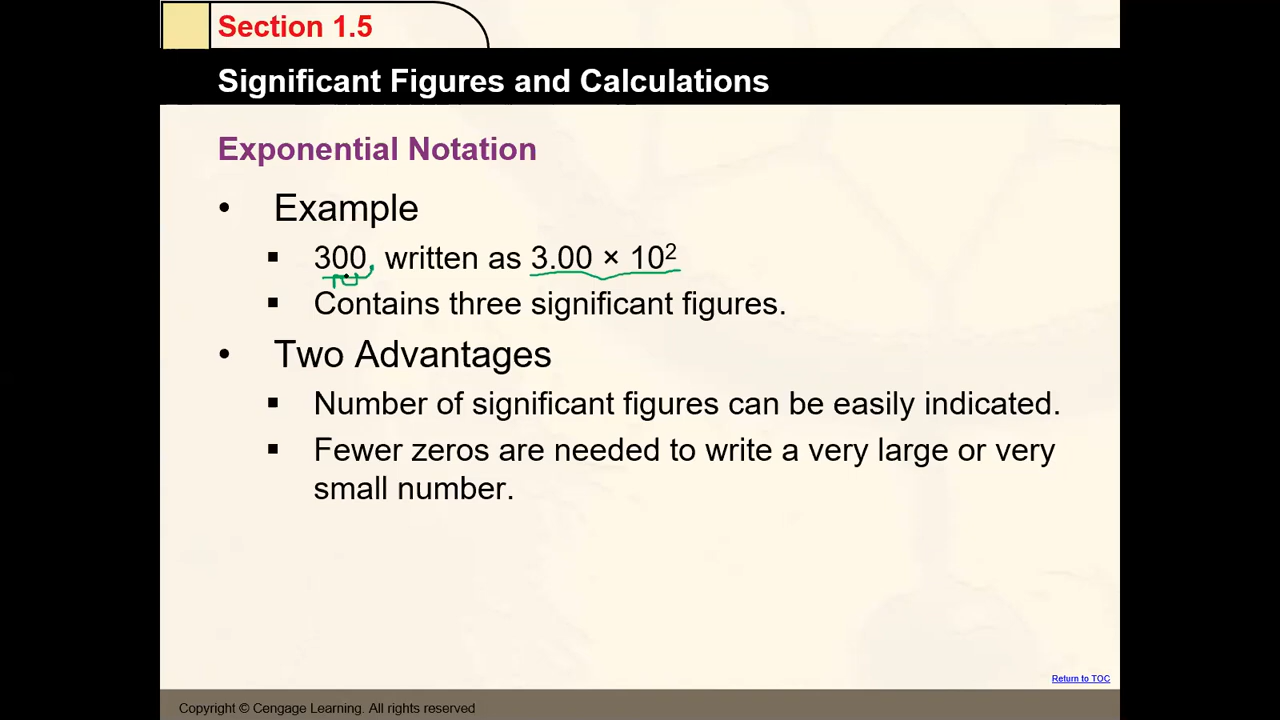 Section 1.5
Significant Figures and Calculations
Exponential Notation
• Example
▪ 300. written as 3.00 × 10²
▪ Contains three significant figures.
• Two Advantages
▪ Number of significant figures can be easily indicated.
▪ Fewer zeros are needed to write a very large or very
small number.
Return to TOC
Copyright © Cengage Learning. All rights reserved